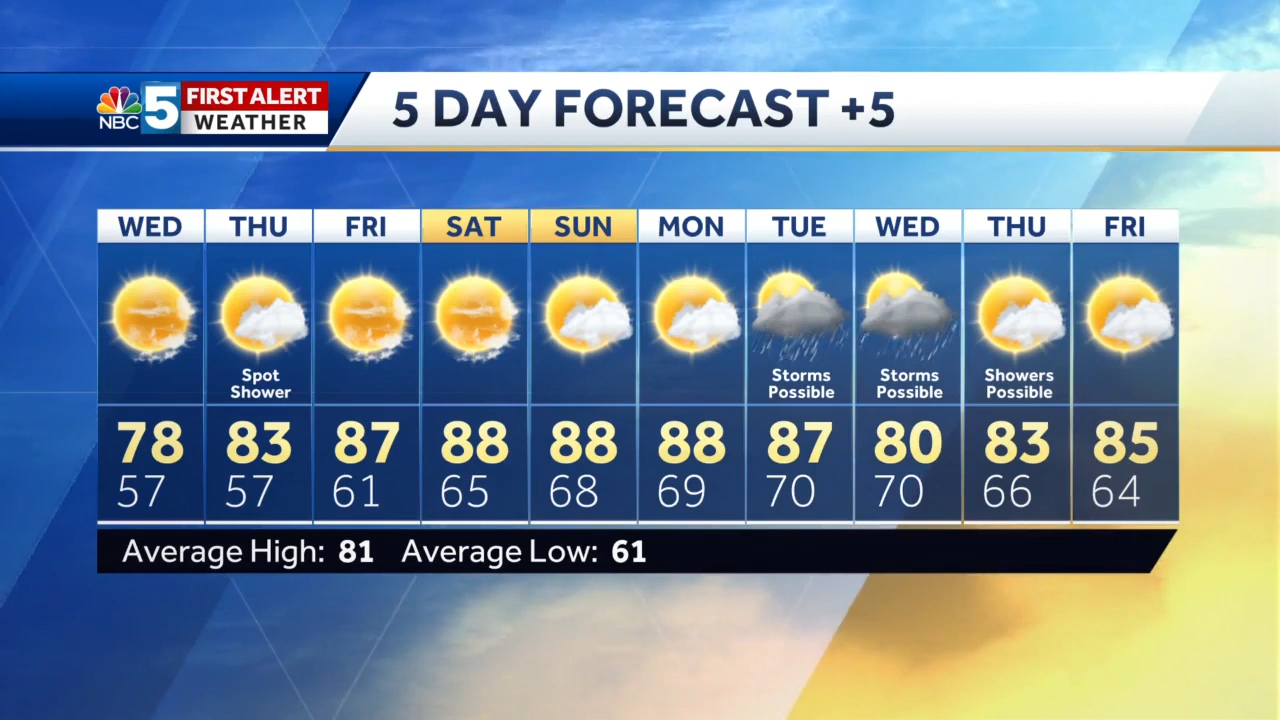 NBC 5 FIRST ALERT WEATHER
5 DAY FORECAST +5
WED THU FRI SAT SUN MON TUE WED THU FRI
Spot Shower
Storms Possible
Storms Possible
Showers Possible
78 83 87 88 88 88 87 80 83 85
57 57 61 65 68 69 70 70 66 64
Average High: 81 Average Low: 61